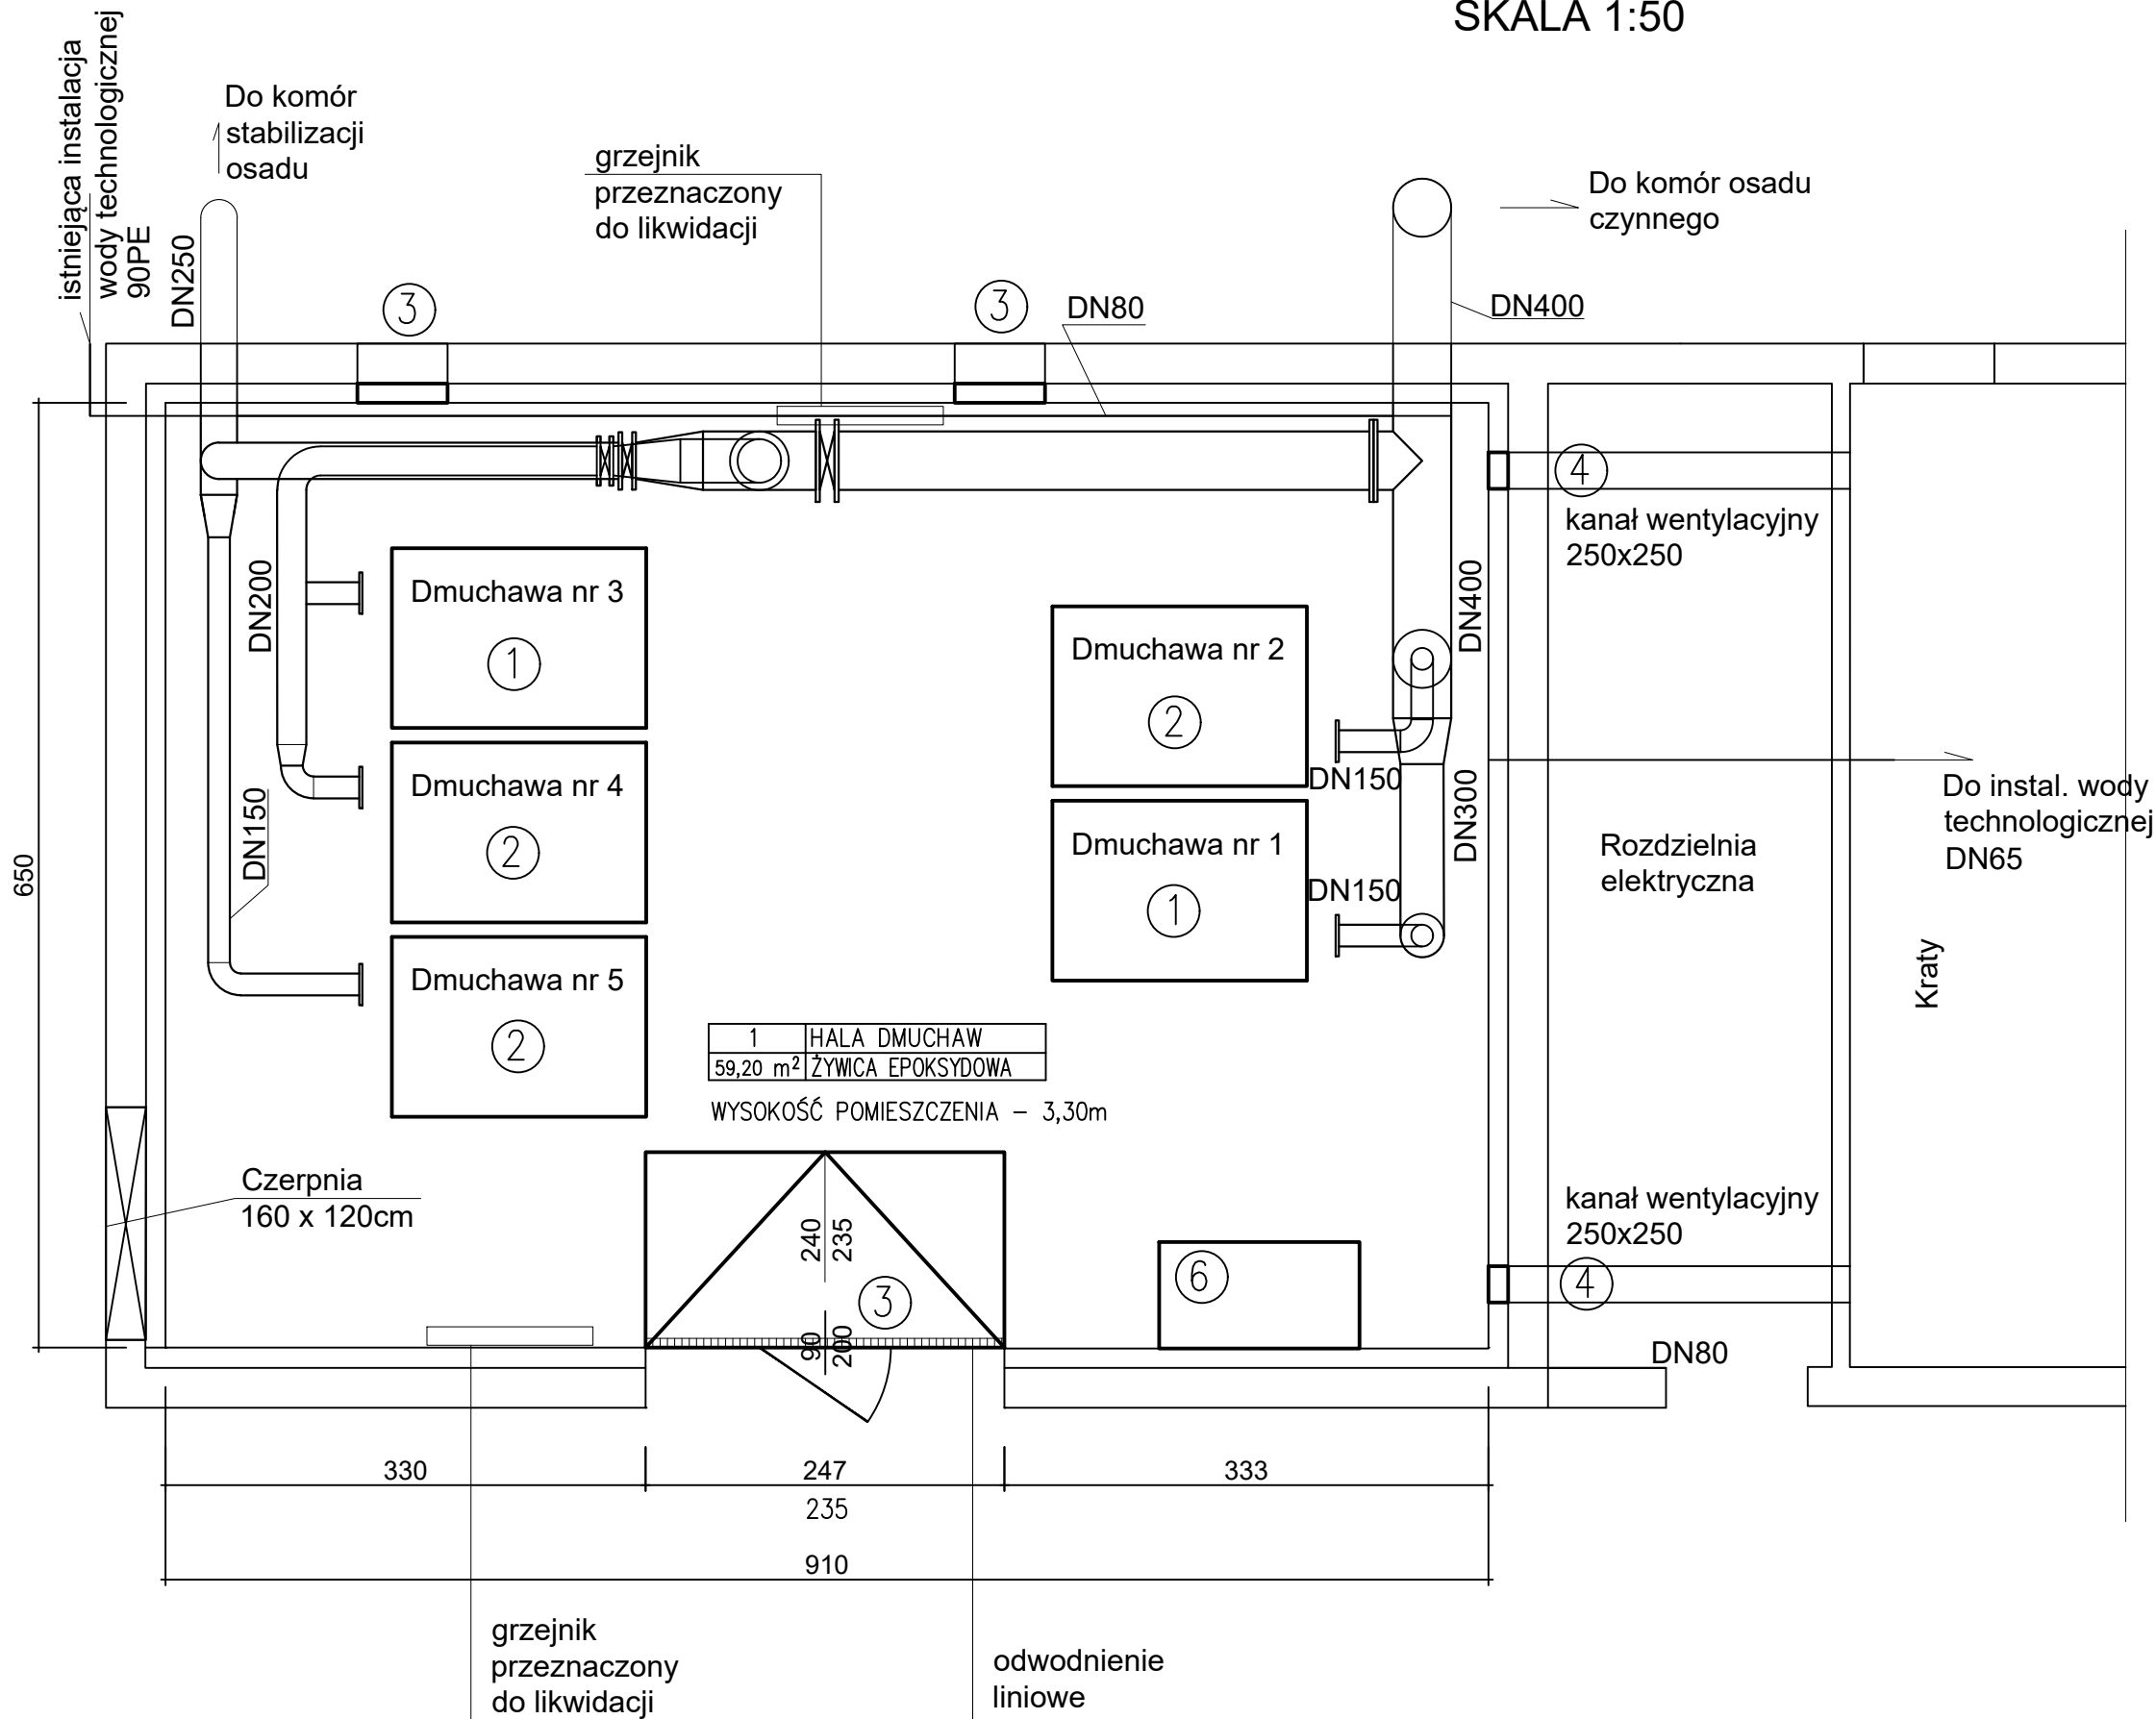 SKALA 1:50
istniejąca instalacja
wody technologicznej
90PE
Do komór
stabilizacji
osadu
DN250
grzejnik
przeznaczony
do likwidacji
Do komór osadu
czynnego
3
3
DN80
DN400
4
kanał wentylacyjny
250x250
DN200
Dmuchawa nr 3
1
Dmuchawa nr 2
2
DN400
DN150
Dmuchawa nr 4
2
DN150
DN300
Dmuchawa nr 1
1
DN150
Do instal. wody
technologicznej
DN65
Rozdzielnia
elektryczna
Kraty
650
Dmuchawa nr 5
2
1 HALA DMUCHAW
59,20 m² ŻYWICA EPOKSYDOWA
WYSOKOŚĆ POMIESZCZENIA – 3,30m
Czerpnia
160 x 120cm
240
235
3
90
200
6
kanał wentylacyjny
250x250
4
DN80
330
247
333
235
910
grzejnik
przeznaczony
do likwidacji
odwodnienie
liniowe